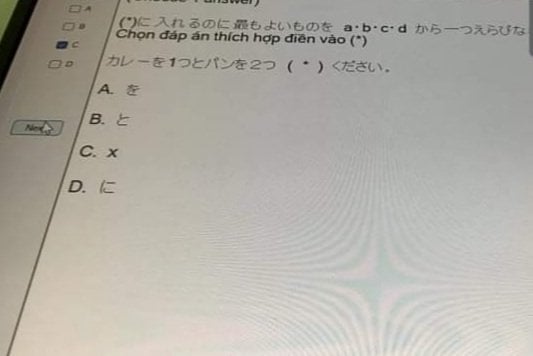 A
B
C
D
Next
(*)に 入れるのに 最もよいものを a・b・c・d から一つえらびな
Chọn đáp án thích hợp điền vào (*)
カレーを1つとパンを2つ ( * ) ください。
A. を
B. と
C. x
D. に